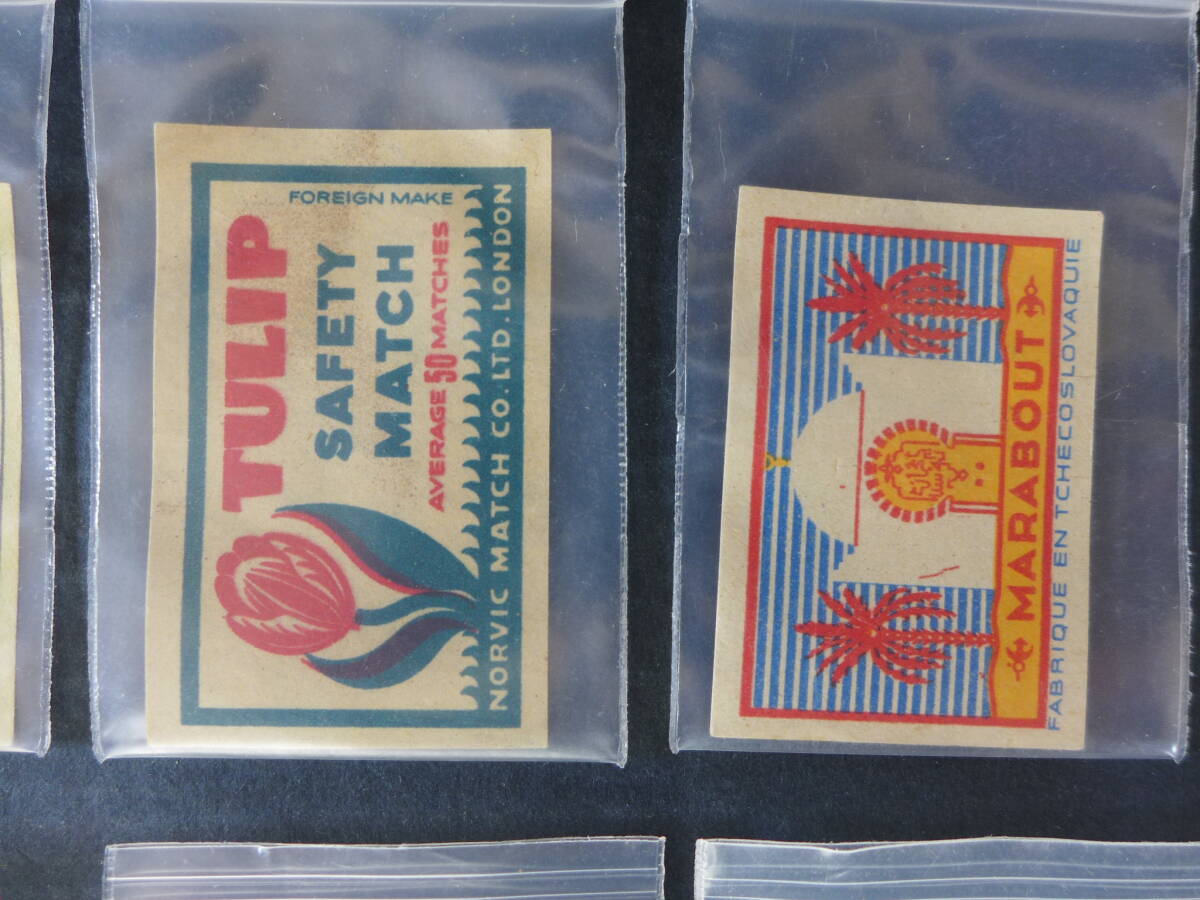 FOREIGN MAKE
TULIP
SAFETY
MATCH
AVERAGE 50 MATCHES
NORVIC MATCH CO. LTD. LONDON
MARABOUT
FABRIQUE EN TCHECOSLOVAQUIE